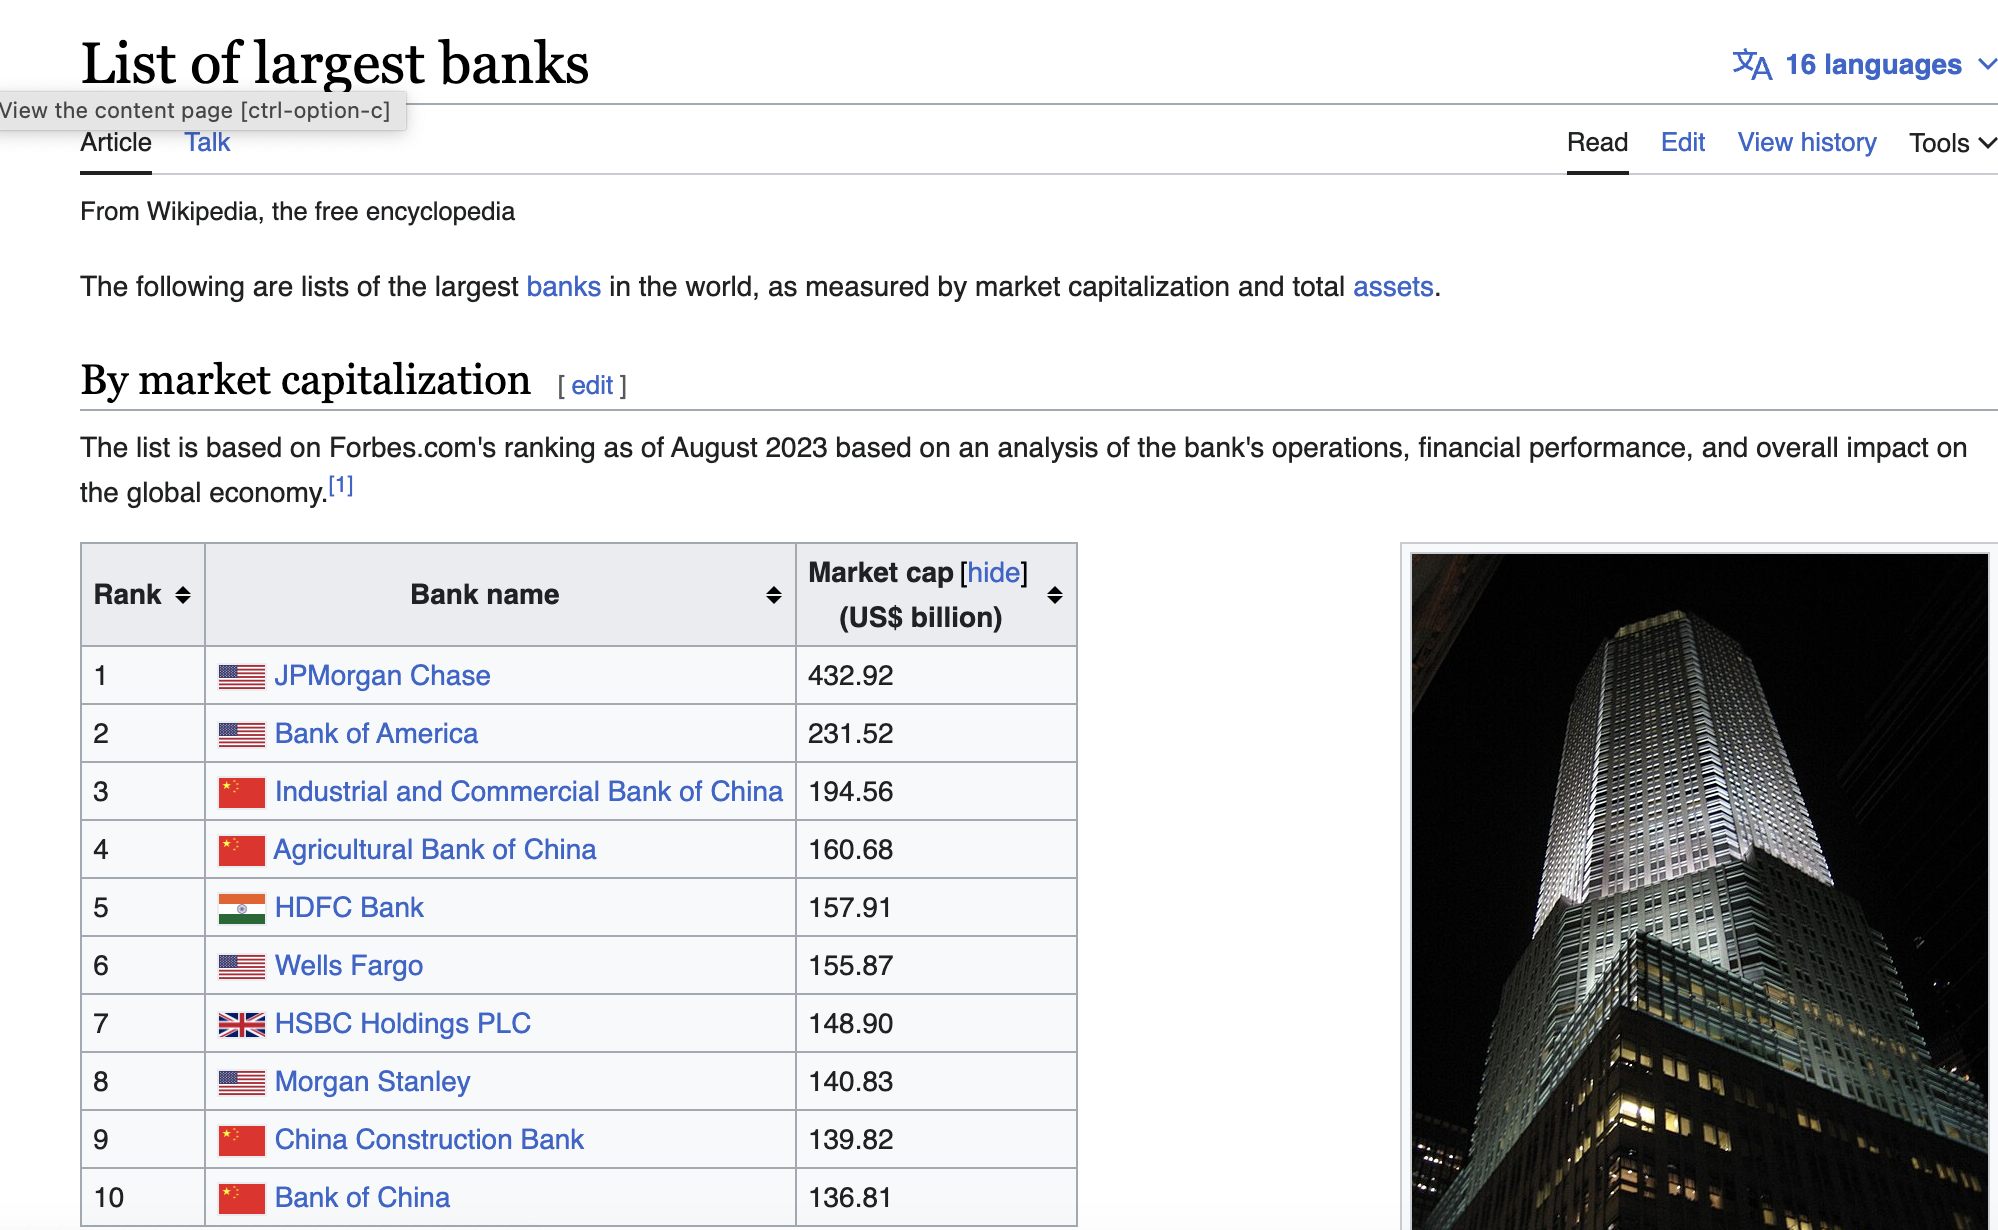 List of largest banks
16 languages
View the content page [ctrl-option-c]
Article Talk Read Edit View history Tools
From Wikipedia, the free encyclopedia
The following are lists of the largest banks in the world, as measured by market capitalization and total assets.
By market capitalization [ edit ]
The list is based on Forbes.com's ranking as of August 2023 based on an analysis of the bank's operations, financial performance, and overall impact on
the global economy.[1]
Rank Bank name Market cap [hide]
(US$ billion)
1 JPMorgan Chase 432.92
2 Bank of America 231.52
3 Industrial and Commercial Bank of China 194.56
4 Agricultural Bank of China 160.68
5 HDFC Bank 157.91
6 Wells Fargo 155.87
7 HSBC Holdings PLC 148.90
8 Morgan Stanley 140.83
9 China Construction Bank 139.82
10 Bank of China 136.81